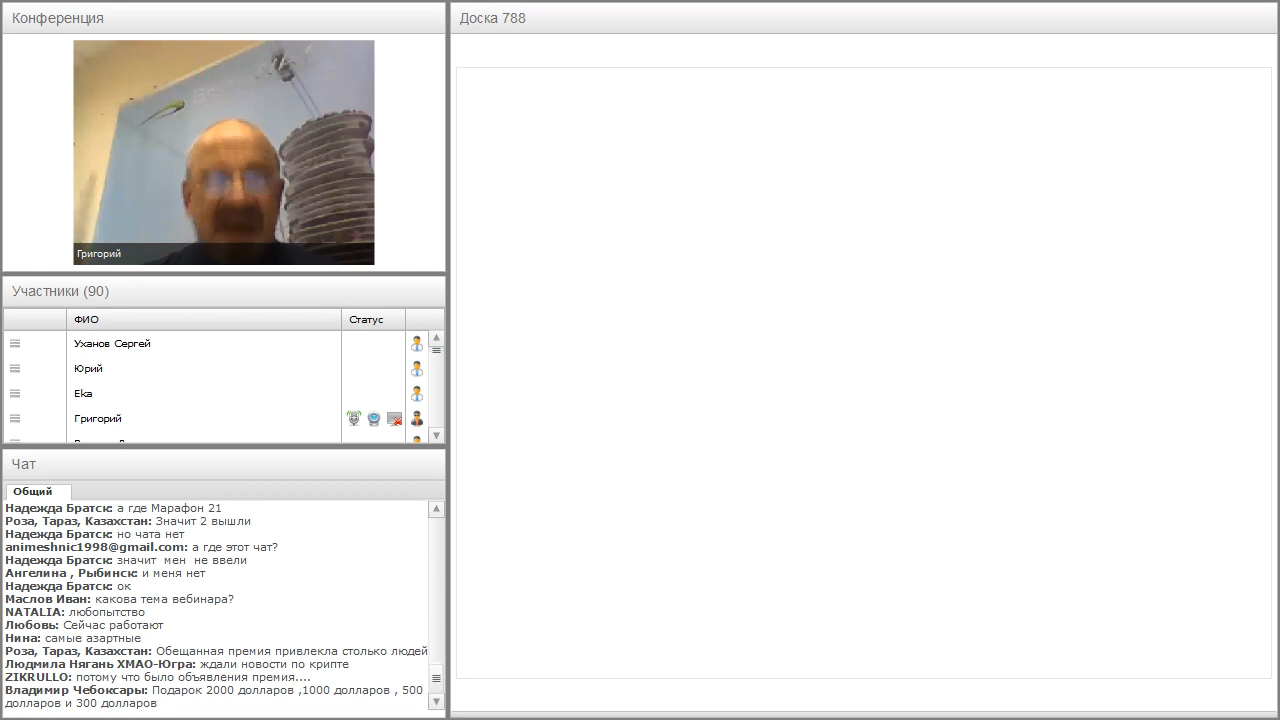 Конференция
Григорий
Участники (90)
ФИО Статус
Уханов Сергей
Юрий
Eka
Григорий
Чат
Общий
Надежда Братск: а где Марафон 21
Роза, Тараз, Казахстан: Значит 2 вышли
Надежда Братск: но чата нет
animeshnic1998@gmail.com: а где этот чат?
Надежда Братск: значит мен не ввели
Ангелина , Рыбинск: и меня нет
Надежда Братск: ок
Маслов Иван: какова тема вебинара?
NATALIA: любопытство
Любовь: Сейчас работают
Нина: самые азартные
Роза, Тараз, Казахстан: Обещанная премия привлекла столько людей
Людмила Нягань ХМАО-Югра: ждали новости по крипте
ZIKRULLO: потому что было объявления премия....
Владимир Чебоксары: Подарок 2000 долларов ,1000 долларов , 500
долларов и 300 долларов
Доска 788